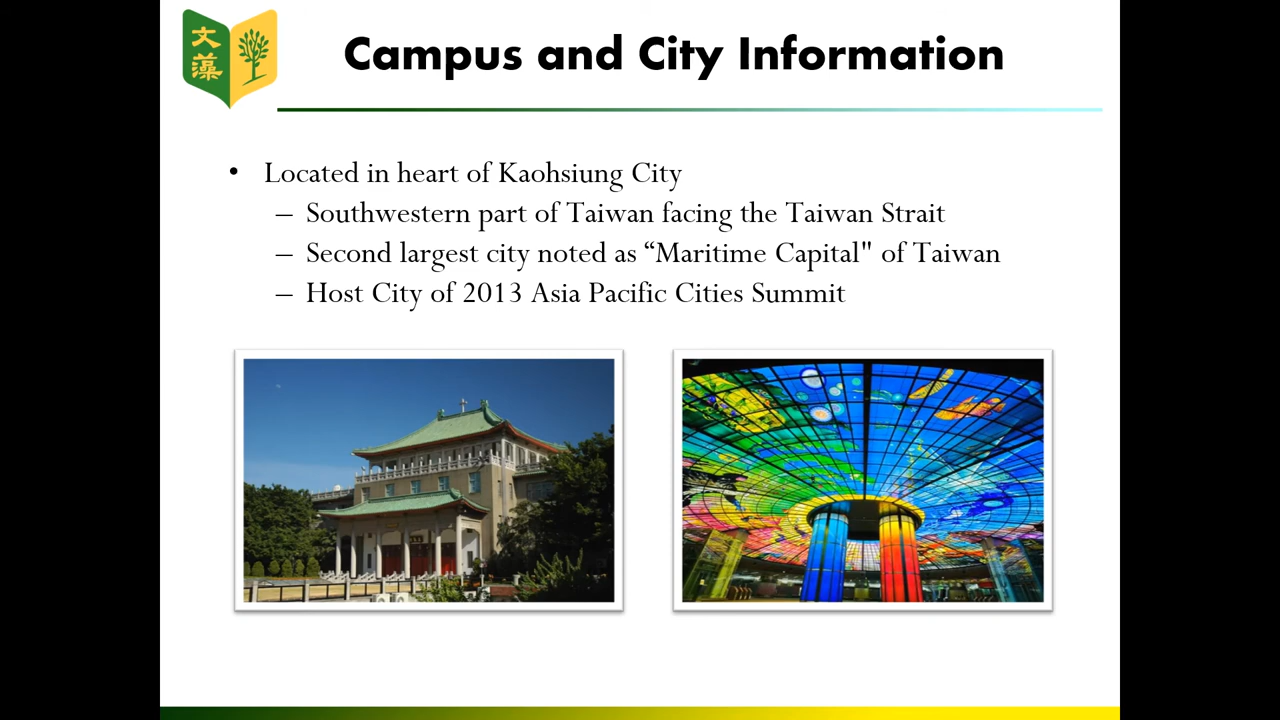 文
藻
Campus and City Information
• Located in heart of Kaohsiung City
– Southwestern part of Taiwan facing the Taiwan Strait
– Second largest city noted as “Maritime Capital" of Taiwan
– Host City of 2013 Asia Pacific Cities Summit